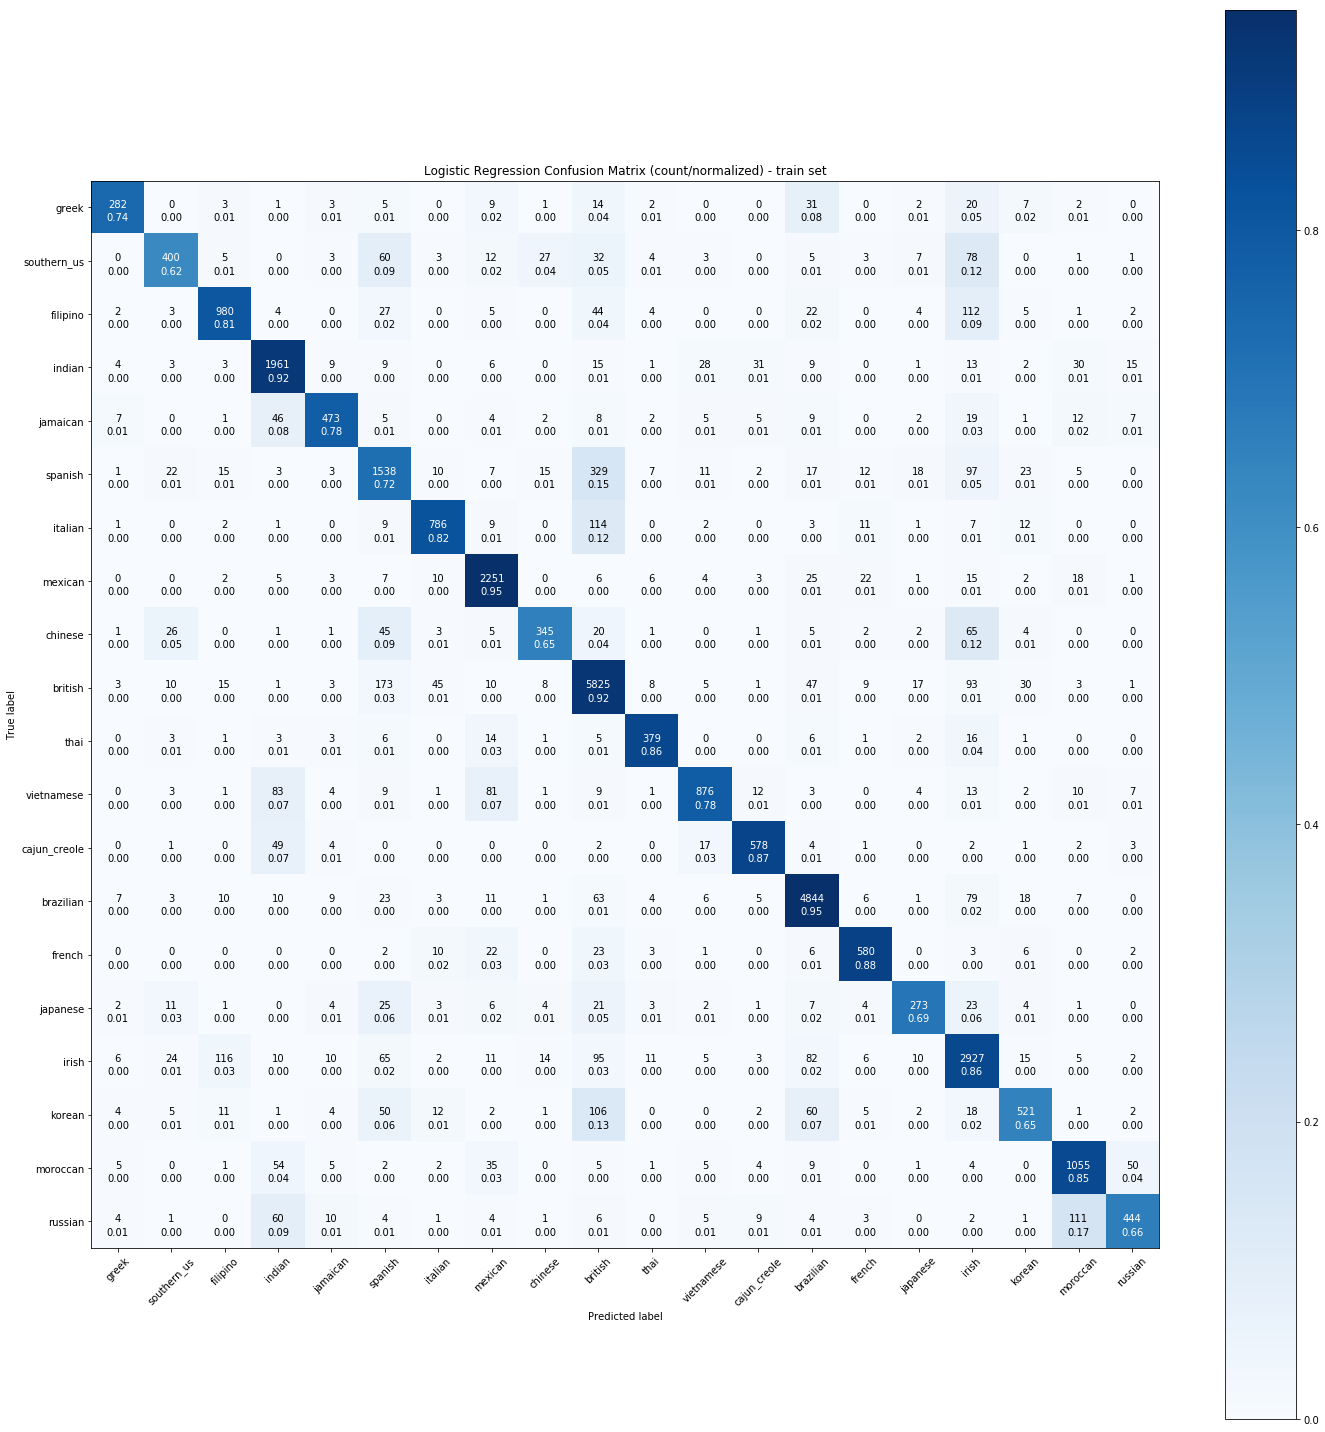 Logistic Regression Confusion Matrix (count/normalized) - train set
greek 282 0 3 1 3 5 0 9 1 14 2 0 0 31 0 2 20 7 2 0
0.74 0.00 0.01 0.00 0.01 0.01 0.00 0.02 0.00 0.04 0.01 0.00 0.00 0.08 0.00 0.01 0.05 0.02 0.01 0.00
southern_us 0 400 5 0 3 60 3 12 27 32 4 3 0 5 3 7 78 0 1 1
0.00 0.62 0.01 0.00 0.00 0.09 0.00 0.02 0.04 0.05 0.01 0.00 0.00 0.01 0.00 0.01 0.12 0.00 0.00 0.00
filipino 2 3 980 4 0 27 0 5 0 44 4 0 0 22 0 4 112 5 1 2
0.00 0.00 0.81 0.00 0.00 0.02 0.00 0.00 0.00 0.04 0.00 0.00 0.00 0.02 0.00 0.00 0.09 0.00 0.00 0.00
indian 4 3 3 1961 9 9 0 6 0 15 1 28 31 9 0 1 13 2 30 15
0.00 0.00 0.00 0.92 0.00 0.00 0.00 0.00 0.00 0.01 0.00 0.01 0.01 0.00 0.00 0.00 0.01 0.00 0.01 0.01
jamaican 7 0 1 46 473 5 0 4 2 8 2 5 5 9 0 2 19 1 12 7
0.01 0.00 0.00 0.08 0.78 0.01 0.00 0.01 0.00 0.01 0.00 0.01 0.01 0.01 0.00 0.00 0.03 0.00 0.02 0.01
spanish 1 22 15 3 3 1538 10 7 15 329 7 11 2 17 12 18 97 23 5 0
0.00 0.01 0.01 0.00 0.00 0.72 0.00 0.00 0.01 0.15 0.00 0.01 0.00 0.01 0.01 0.01 0.05 0.01 0.00 0.00
italian 1 0 2 1 0 9 786 9 0 114 0 2 0 3 11 1 7 12 0 0
0.00 0.00 0.00 0.00 0.00 0.01 0.82 0.01 0.00 0.12 0.00 0.00 0.00 0.00 0.01 0.00 0.01 0.01 0.00 0.00
mexican 0 0 2 5 3 7 10 2251 0 6 6 4 3 25 22 1 15 2 18 1
0.00 0.00 0.00 0.00 0.00 0.00 0.00 0.95 0.00 0.00 0.00 0.00 0.00 0.01 0.01 0.00 0.01 0.00 0.01 0.00
chinese 1 26 0 1 1 45 3 5 345 20 1 0 1 5 2 2 65 4 0 0
0.00 0.05 0.00 0.00 0.00 0.09 0.01 0.01 0.65 0.04 0.00 0.00 0.00 0.01 0.00 0.00 0.12 0.01 0.00 0.00
british 3 10 15 1 3 173 45 10 8 5825 8 5 1 47 9 17 93 30 3 1
0.00 0.00 0.00 0.00 0.00 0.03 0.01 0.00 0.00 0.92 0.00 0.00 0.00 0.01 0.00 0.00 0.01 0.00 0.00 0.00
thai 0 3 1 3 3 6 0 14 1 5 379 0 0 6 1 2 16 1 0 0
0.00 0.01 0.00 0.01 0.01 0.01 0.00 0.03 0.00 0.01 0.86 0.00 0.00 0.01 0.00 0.00 0.04 0.00 0.00 0.00
vietnamese 0 3 1 83 4 9 1 81 1 9 1 876 12 3 0 4 13 2 10 7
0.00 0.00 0.00 0.07 0.00 0.01 0.00 0.07 0.00 0.01 0.00 0.78 0.01 0.00 0.00 0.00 0.01 0.00 0.01 0.01
cajun_creole 0 1 0 49 4 0 0 0 0 2 0 17 578 4 1 0 2 1 2 3
0.00 0.00 0.00 0.07 0.01 0.00 0.00 0.00 0.00 0.00 0.00 0.03 0.87 0.01 0.00 0.00 0.00 0.00 0.00 0.00
brazilian 7 3 10 10 9 23 3 11 1 63 4 6 5 4844 6 1 79 18 7 0
0.00 0.00 0.00 0.00 0.00 0.00 0.00 0.00 0.00 0.01 0.00 0.00 0.00 0.95 0.00 0.00 0.02 0.00 0.00 0.00
french 0 0 0 0 0 2 10 22 0 23 3 1 0 6 580 0 3 6 0 2
0.00 0.00 0.00 0.00 0.00 0.00 0.02 0.03 0.00 0.03 0.00 0.00 0.00 0.01 0.88 0.00 0.00 0.01 0.00 0.00
japanese 2 11 1 0 4 25 3 6 4 21 3 2 1 7 4 273 23 4 1 0
0.01 0.03 0.00 0.00 0.01 0.06 0.01 0.02 0.01 0.05 0.01 0.01 0.00 0.02 0.01 0.69 0.06 0.01 0.00 0.00
irish 6 24 116 10 10 65 2 11 14 95 11 5 3 82 6 10 2927 15 5 2
0.00 0.01 0.03 0.00 0.00 0.02 0.00 0.00 0.00 0.03 0.00 0.00 0.00 0.02 0.00 0.00 0.86 0.00 0.00 0.00
korean 4 5 11 1 4 50 12 2 1 106 0 0 2 60 5 2 18 521 1 2
0.00 0.01 0.01 0.00 0.00 0.06 0.01 0.00 0.00 0.13 0.00 0.00 0.00 0.07 0.01 0.00 0.02 0.65 0.00 0.00
moroccan 5 0 1 54 5 2 2 35 0 5 1 5 4 9 0 1 4 0 1055 50
0.00 0.00 0.00 0.04 0.00 0.00 0.00 0.03 0.00 0.00 0.00 0.00 0.00 0.01 0.00 0.00 0.00 0.00 0.85 0.04
russian 4 1 0 60 10 4 1 4 1 6 0 5 9 4 3 0 2 1 111 444
0.01 0.00 0.00 0.09 0.01 0.01 0.00 0.01 0.00 0.01 0.00 0.01 0.01 0.01 0.00 0.00 0.00 0.00 0.17 0.66
greek southern_us filipino indian jamaican spanish italian mexican chinese british thai vietnamese cajun_creole brazilian french japanese irish korean moroccan russian
Predicted label
True label
0.8
0.6
0.4
0.2
0.0